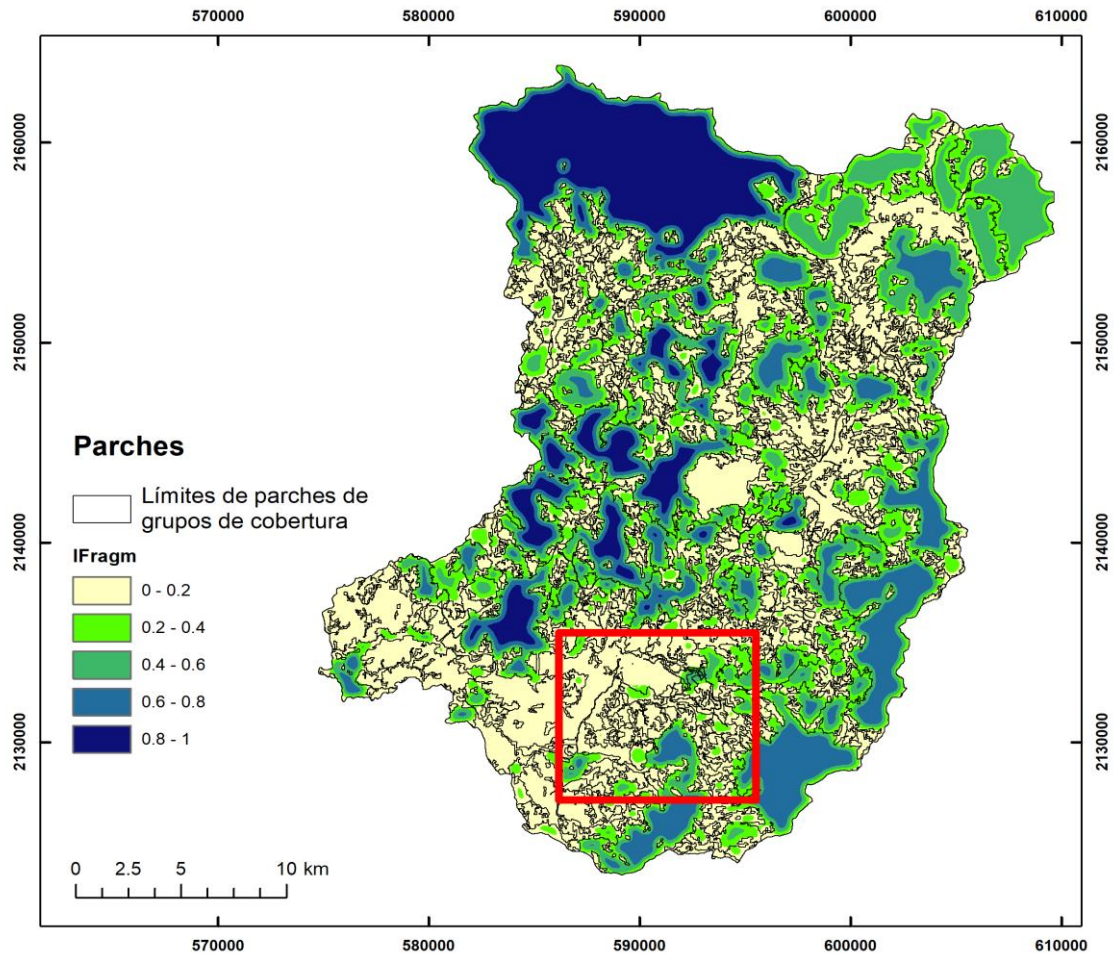 570000 580000 590000 600000 610000
2160000 2160000
2150000 2150000
Parches
Límites de parches de
grupos de cobertura
IFragm
0 - 0.2
0.2 - 0.4
0.4 - 0.6
0.6 - 0.8
0.8 - 1
2140000 2140000
2130000 2130000
0 2.5 5 10 km
570000 580000 590000 600000 610000